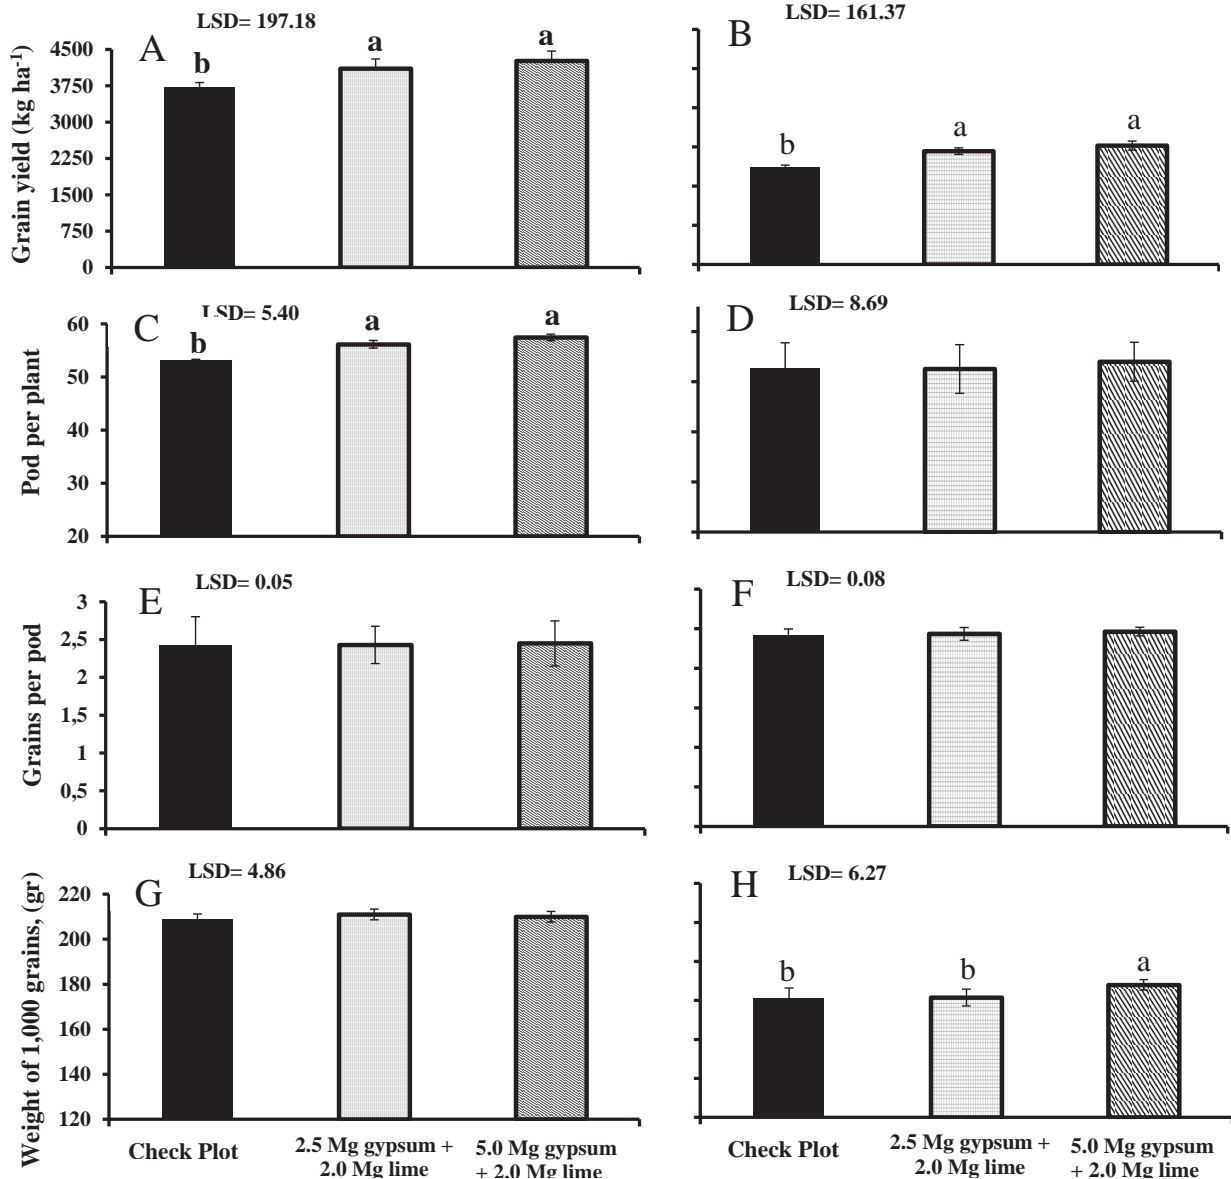 LSD= 197.18
LSD= 161.37
A
B
b
a
a
b
a
a
Grain yield (kg ha-1)
4500
3750
3000
2250
1500
750
0
LSD= 5.40
LSD= 8.69
C
D
b
a
a
Pod per plant
60
50
40
30
20
LSD= 0.05
LSD= 0.08
E
F
Grains per pod
3
2,5
2
1,5
1
0,5
0
LSD= 4.86
LSD= 6.27
G
H
b
b
a
Weight of 1,000 grains, (gr)
220
200
180
160
140
120
Check Plot
2.5 Mg gypsum +
2.0 Mg lime
5.0 Mg gypsum
+ 2.0 Mg lime
Check Plot
2.5 Mg gypsum +
2.0 Mg lime
5.0 Mg gypsum
+ 2.0 Mg lime